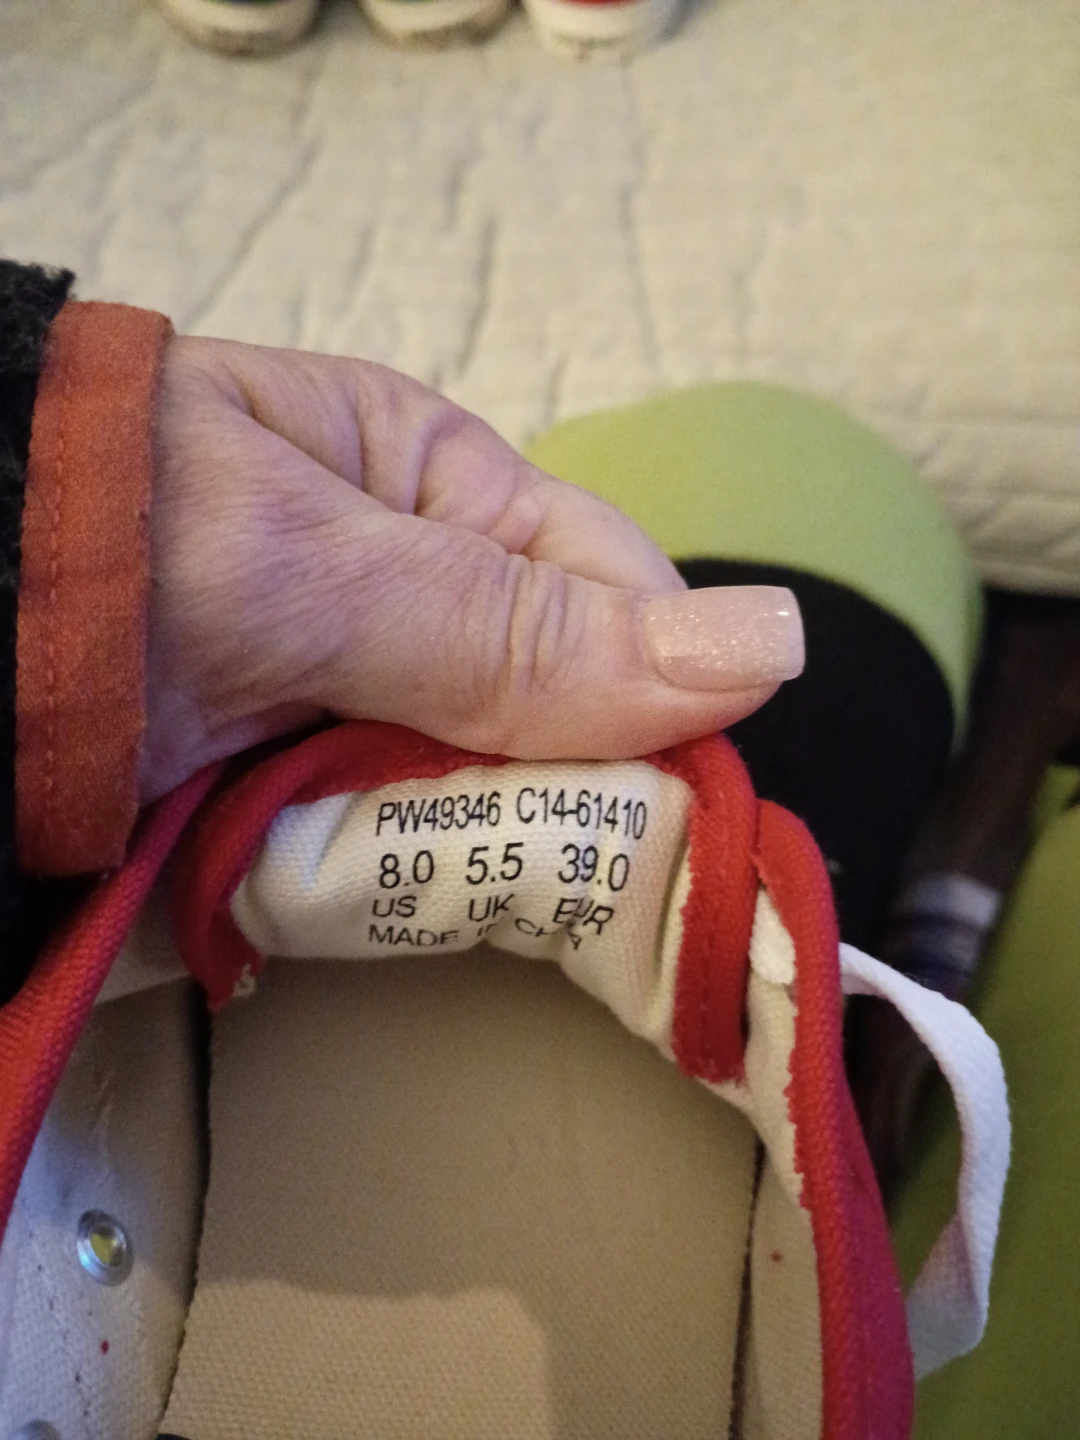 PW49346 C14-61410
8.0 5.5 39.0
US UK EUR
MADE IN CHINA